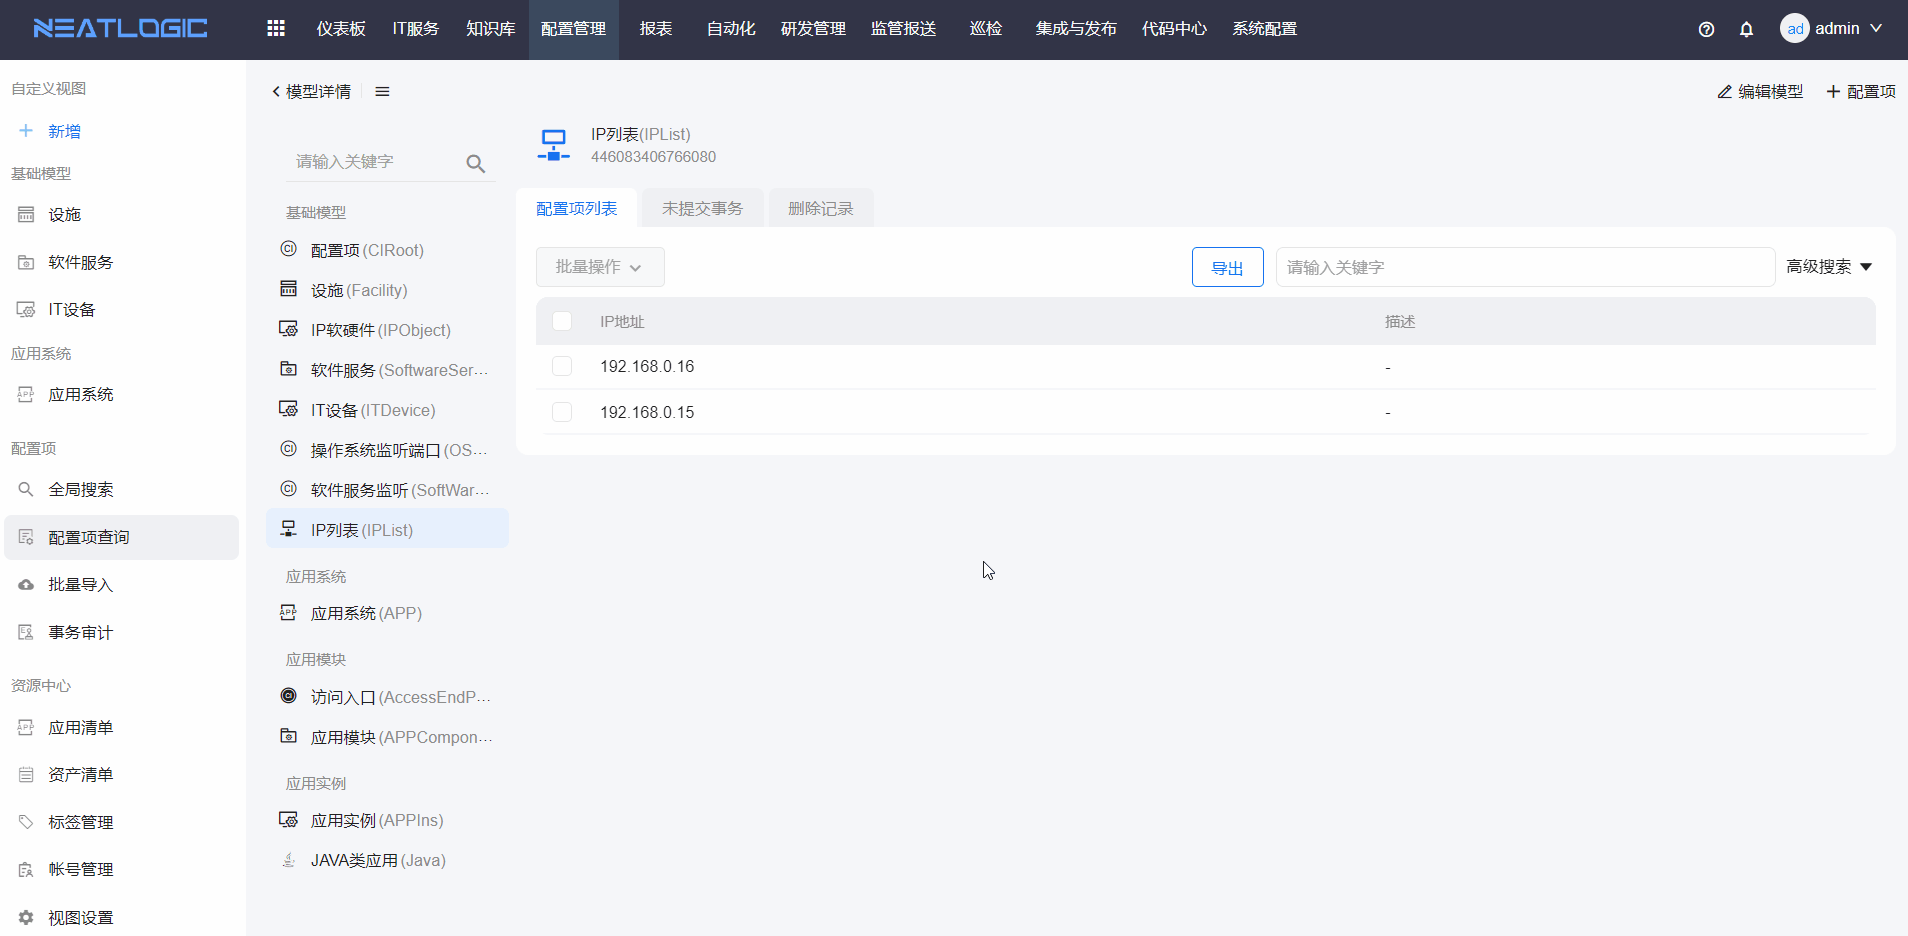 NEATLOGIC
仪表板 IT服务 知识库 配置管理 报表 自动化 研发管理 监管报送 巡检 集成与发布 代码中心 系统配置
ad admin
自定义视图
新增
基础模型
设施
软件服务
IT设备
应用系统
APP 应用系统
配置项
全局搜索
配置项查询
批量导入
事务审计
资源中心
APP 应用清单
资产清单
标签管理
帐号管理
视图设置
模型详情
编辑模型 配置项
请输入关键字
基础模型
CI 配置项(CIRoot)
设施(Facility)
IP软硬件(IPObject)
软件服务(SoftwareSer...
IT设备(ITDevice)
CI 操作系统监听端口(OS...
CI 软件服务监听(SoftWar...
IP列表(IPList)
应用系统
APP 应用系统(APP)
应用模块
CI 访问入口(AccessEndP...
应用模块(APPCompon...
应用实例
应用实例(APPIns)
JAVA类应用(Java)
IP列表(IPList)
446083406766080
配置项列表 未提交事务 删除记录
批量操作 导出 请输入关键字 高级搜索
IP地址 描述
192.168.0.16 -
192.168.0.15 -